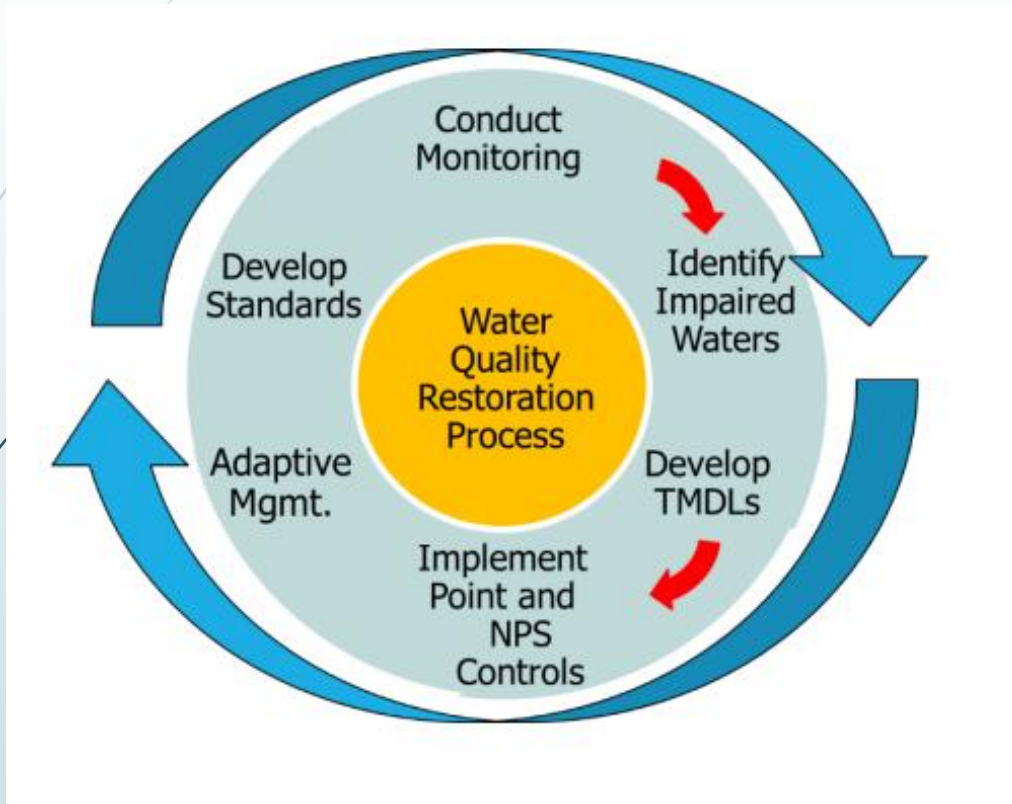 Conduct
Monitoring
Identify
Impaired
Waters
Develop
TMDLs
Implement
Point and
NPS
Controls
Adaptive
Mgmt.
Develop
Standards
Water
Quality
Restoration
Process